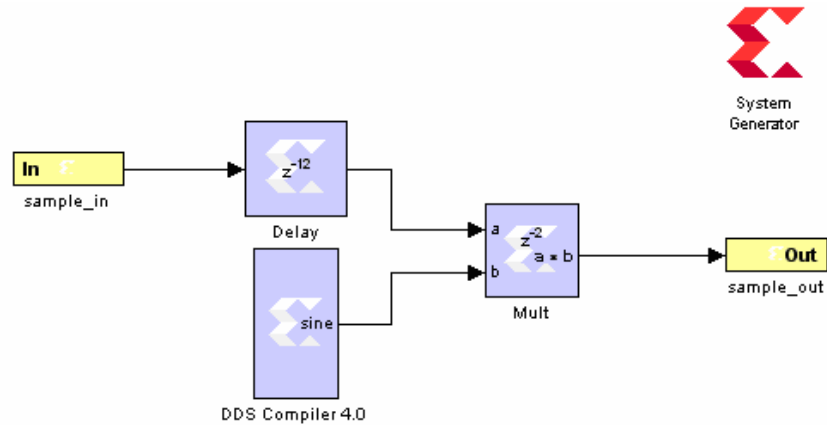 System
Generator
In
sample_in
z-12
Delay
sine
DDS Compiler 4.0
a
b
z-2
a * b
Mult
Out
sample_out